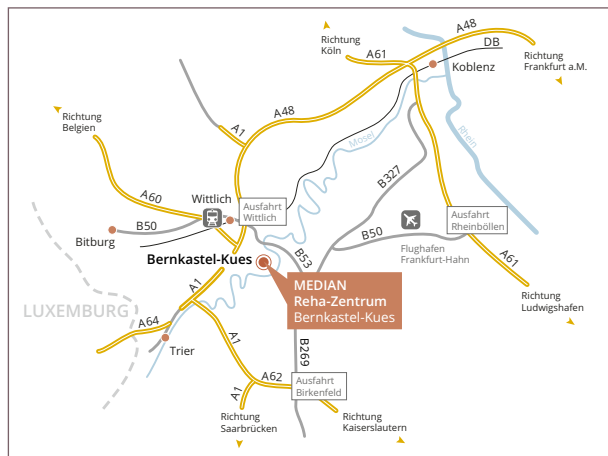 Richtung
Köln
A61
A48
DB
Richtung
Frankfurt a.M.
Koblenz
Richtung
Belgien
A1
A48
Mosel
Rhein
A60
Wittlich
Ausfahrt
Wittlich
B327
B50
Bitburg
B50
Ausfahrt
Rheinböllen
Bernkastel-Kues
B53
Flughafen
Frankfurt-Hahn
A61
A1
MEDIAN
Reha-Zentrum
Bernkastel-Kues
Richtung
Ludwigshafen
LUXEMBURG
A64
Trier
A1
B269
A62
A1
Ausfahrt
Birkenfeld
Richtung
Saarbrücken
Richtung
Kaiserslautern